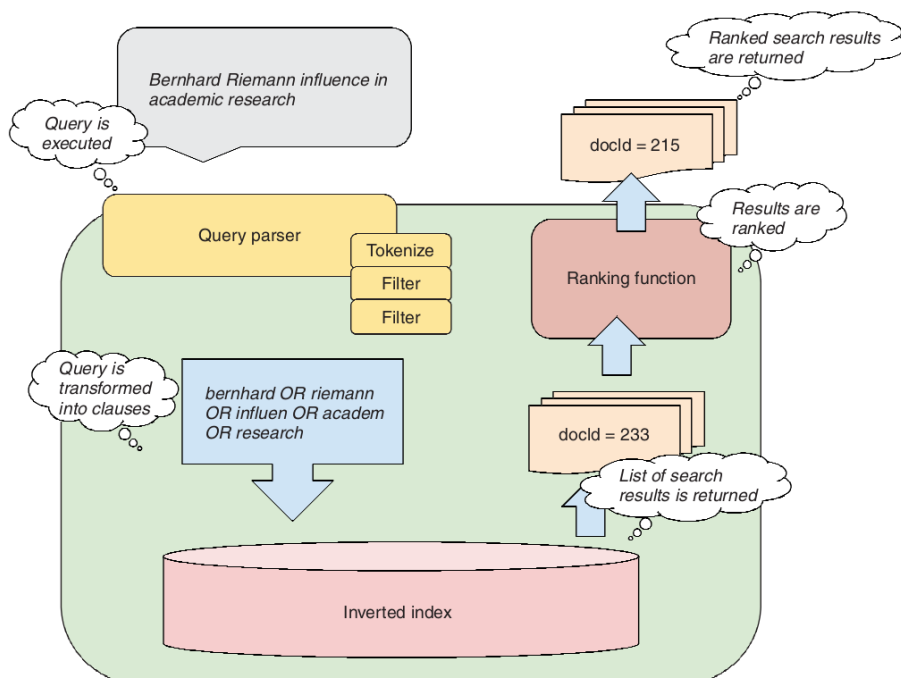 Bernhard Riemann influence in
academic research
Query is
executed
Query parser
Tokenize
Filter
Filter
Query is
transformed
into clauses
bernhard OR riemann
OR influen OR academ
OR research
Inverted index
List of search
results is returned
docId = 233
Ranking function
Results are
ranked
docId = 215
Ranked search results
are returned